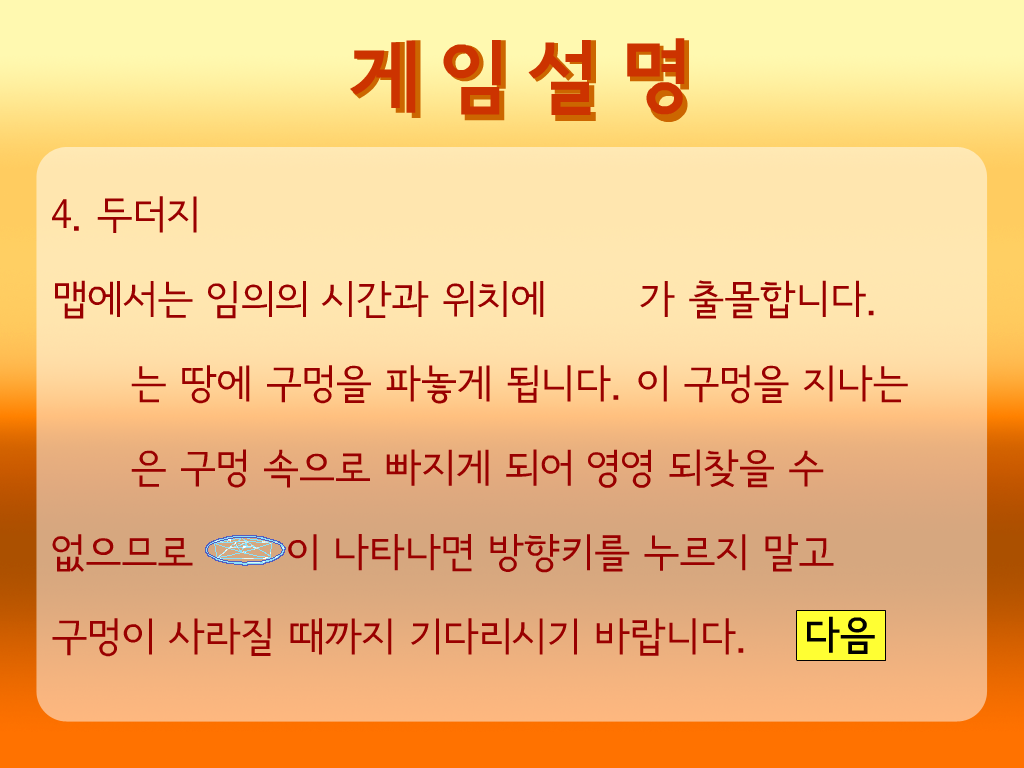 게임설명
4. 두더지
맵에서는 임의의 시간과 위치에 가 출몰합니다.
는 땅에 구멍을 파놓게 됩니다. 이 구멍을 지나는
은 구멍 속으로 빠지게 되어 영영 되찾을 수
없으므로 이 나타나면 방향키를 누르지 말고
구멍이 사라질 때까지 기다리시기 바랍니다.
다음